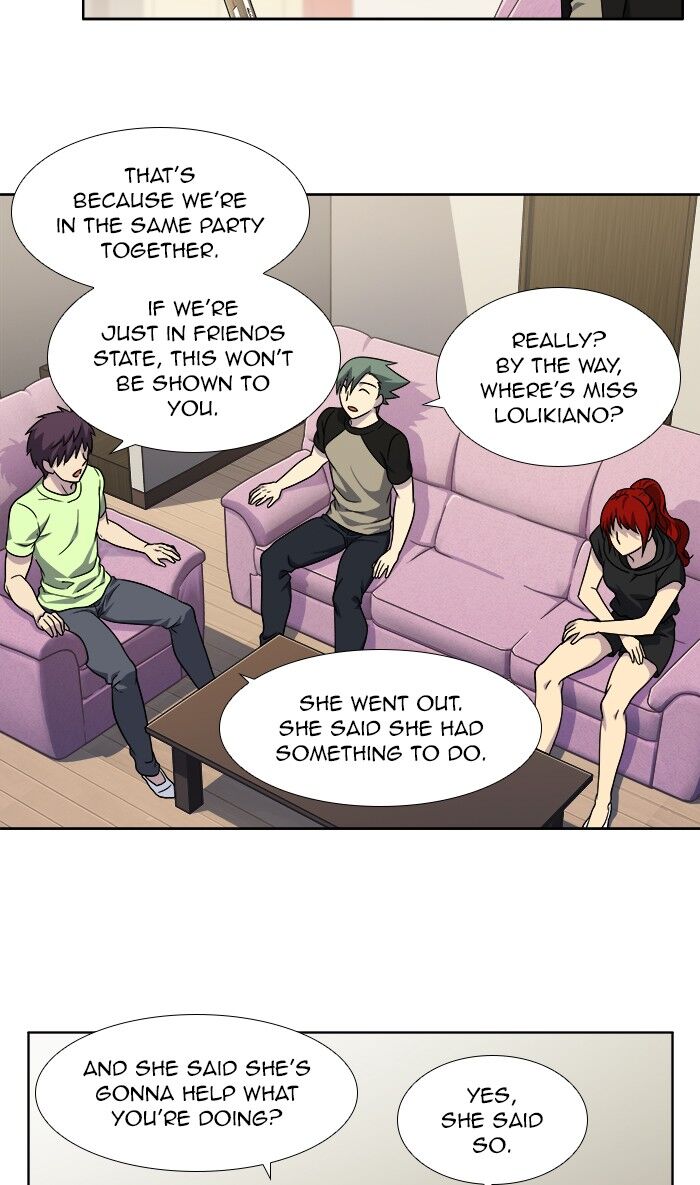 THAT'S
BECAUSE WE'RE
IN THE SAME PARTY
TOGETHER.
IF WE'RE
JUST IN FRIENDS
STATE, THIS WON'T
BE SHOWN TO
YOU.
REALLY?
BY THE WAY,
WHERE'S MISS
LOLIKIANO?
SHE WENT OUT.
SHE SAID SHE HAD
SOMETHING TO DO.
AND SHE SAID SHE'S
GONNA HELP WHAT
YOU'RE DOING?
YES,
SHE SAID
SO.